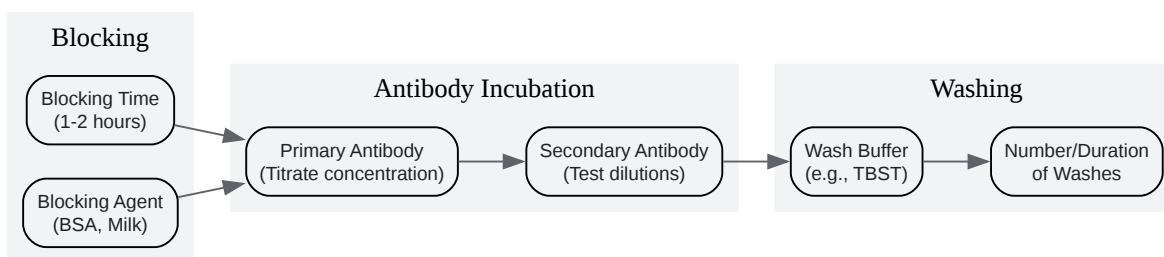 Blocking
Blocking Time
(1-2 hours)
Blocking Agent
(BSA, Milk)
Antibody Incubation
Primary Antibody
(Titrate concentration)
Secondary Antibody
(Test dilutions)
Washing
Wash Buffer
(e.g., TBST)
Number/Duration
of Washes